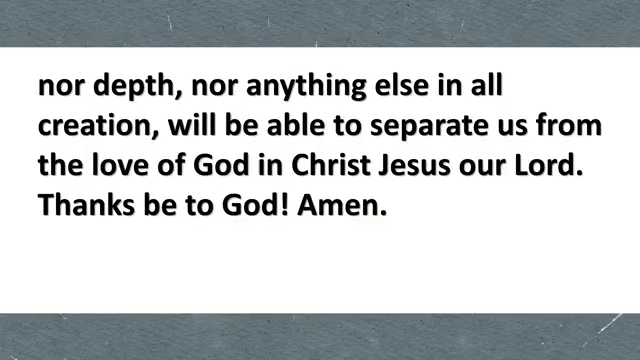 nor depth, nor anything else in all
creation, will be able to separate us from
the love of God in Christ Jesus our Lord.
Thanks be to God! Amen.